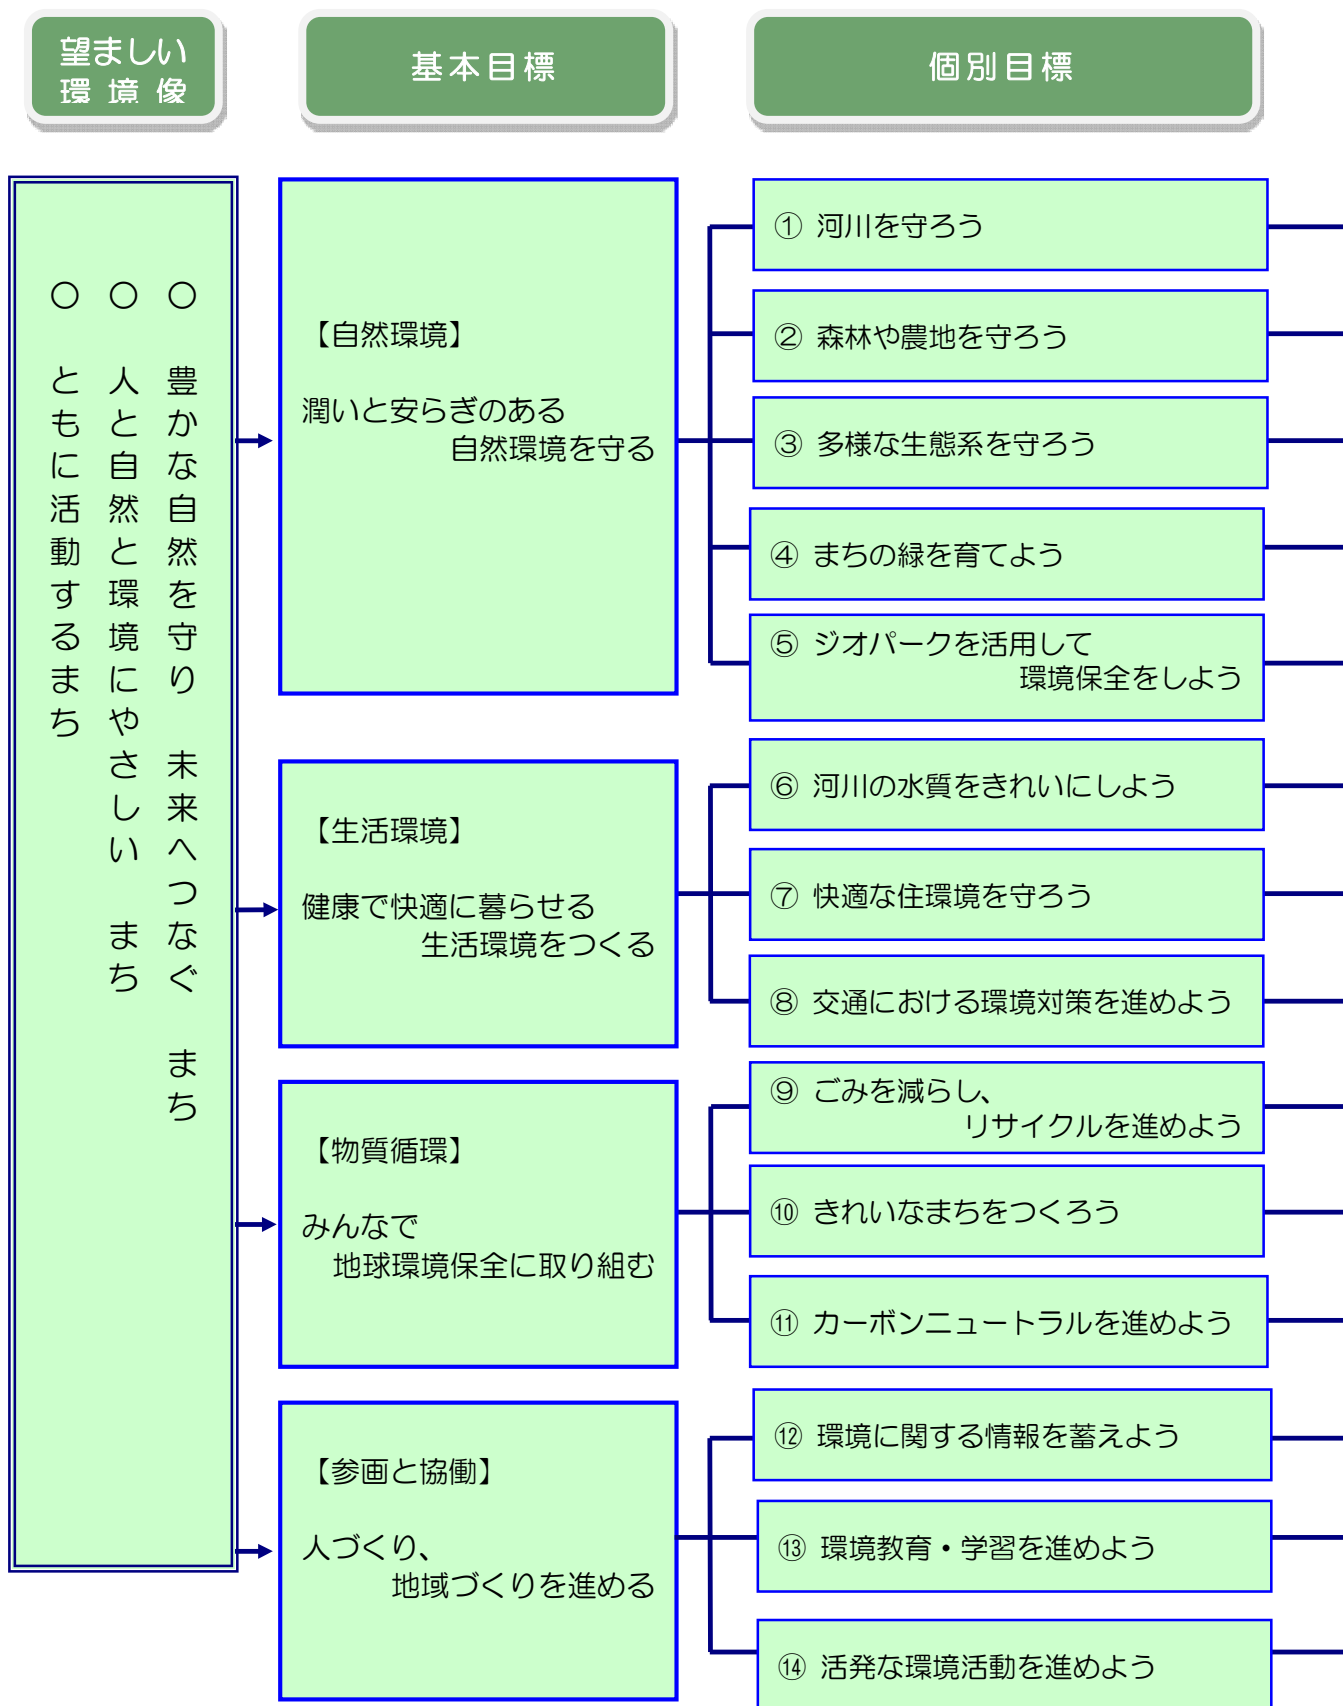 望ましい
環境像
基本目標
個別目標
○　豊かな自然を守り　未来へつなぐ　まち
○　人と自然と環境にやさしい　まち
○　ともに活動するまち
【自然環境】
潤いと安らぎのある
自然環境を守る
① 河川を守ろう
② 森林や農地を守ろう
③ 多様な生態系を守ろう
④ まちの緑を育てよう
⑤ ジオパークを活用して
環境保全をしよう
【生活環境】
健康で快適に暮らせる
生活環境をつくる
⑥ 河川の水質をきれいにしよう
⑦ 快適な住環境を守ろう
⑧ 交通における環境対策を進めよう
【物質循環】
みんなで
地球環境保全に取り組む
⑨ ごみを減らし、
リサイクルを進めよう
⑩ きれいなまちをつくろう
⑪ カーボンニュートラルを進めよう
【参画と協働】
人づくり、
地域づくりを進める
⑫ 環境に関する情報を蓄えよう
⑬ 環境教育・学習を進めよう
⑭ 活発な環境活動を進めよう